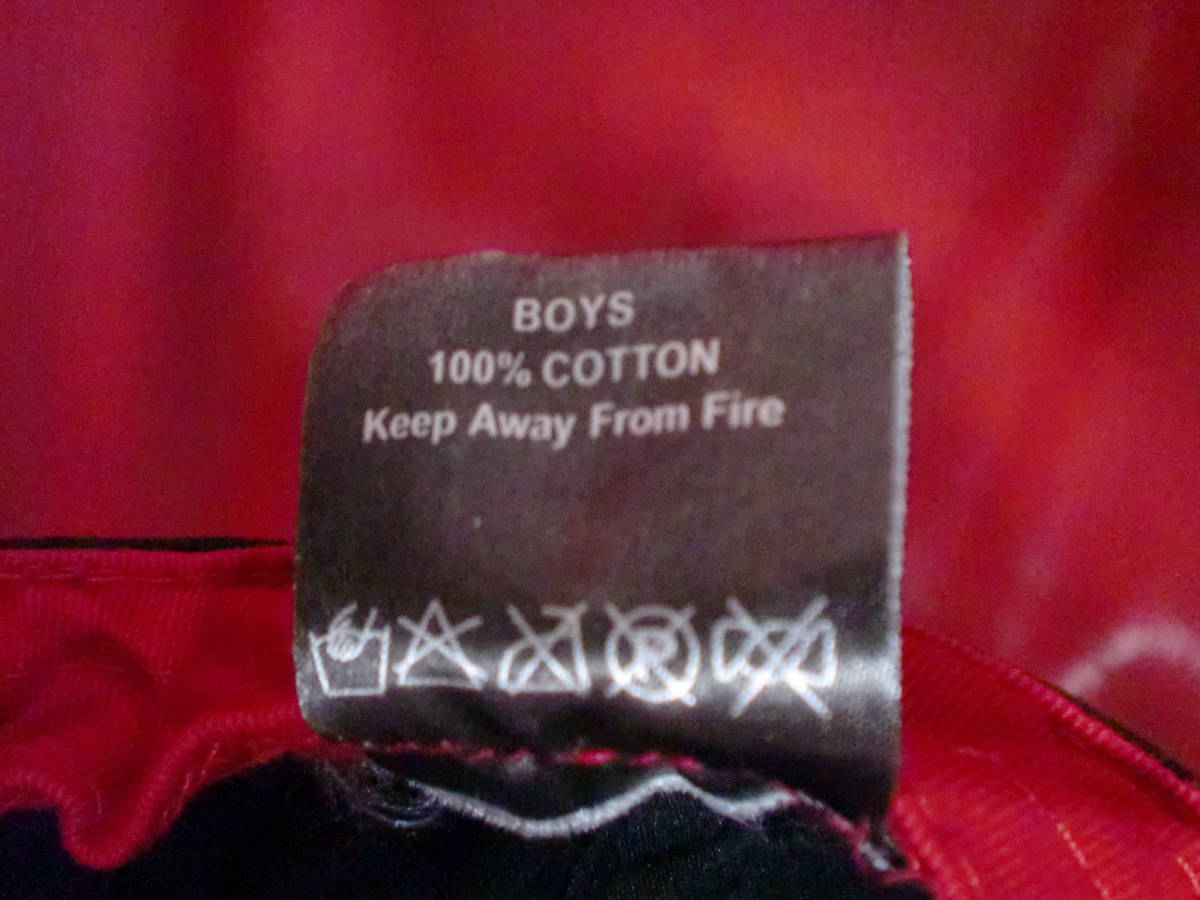 BOYS
100% COTTON
Keep Away From Fire